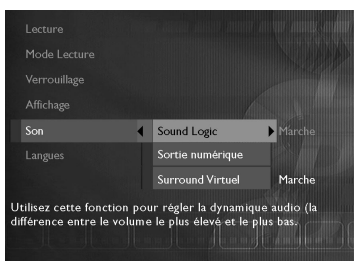 Lecture
Mode Lecture
Verrouillage
Affichage
Son Sound Logic Marche
Langues Sortie numérique
Surround Virtuel Marche
Utilisez cette fonction pour régler la dynamique audio (la
différence entre le volume le plus élevé et le plus bas.